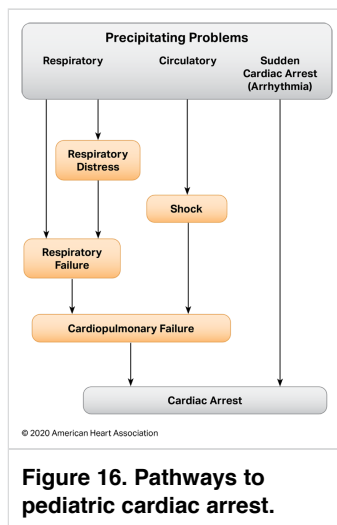 Precipitating Problems
Respiratory
Circulatory
Sudden
Cardiac Arrest
(Arrhythmia)
Respiratory
Distress
Shock
Respiratory
Failure
Cardiopulmonary Failure
Cardiac Arrest
© 2020 American Heart Association
Figure 16. Pathways to
pediatric cardiac arrest.